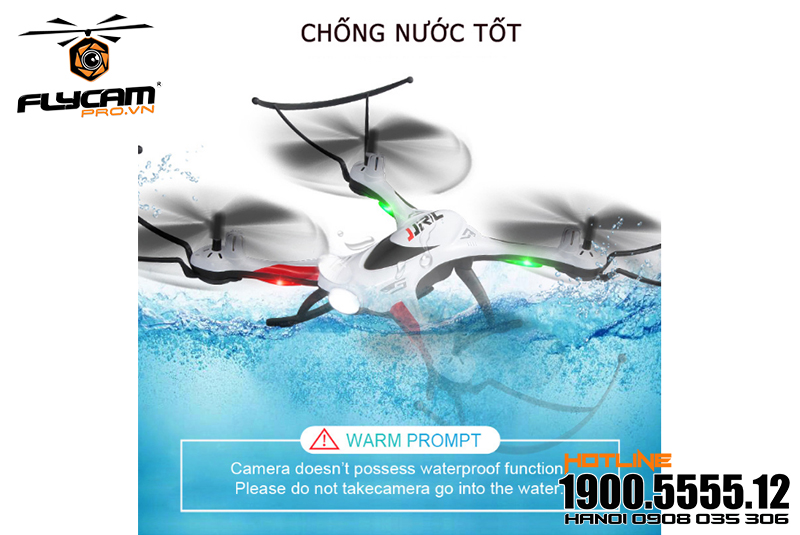 CHỐNG NƯỚC TỐT
FLYCAM®
PRO.VN
JJR/C
WARM PROMPT
Camera doesn't possess waterproof function!
Please do not takecamera go into the water!
HOTLINE
1900.5555.12
HANOI 0908 035 306